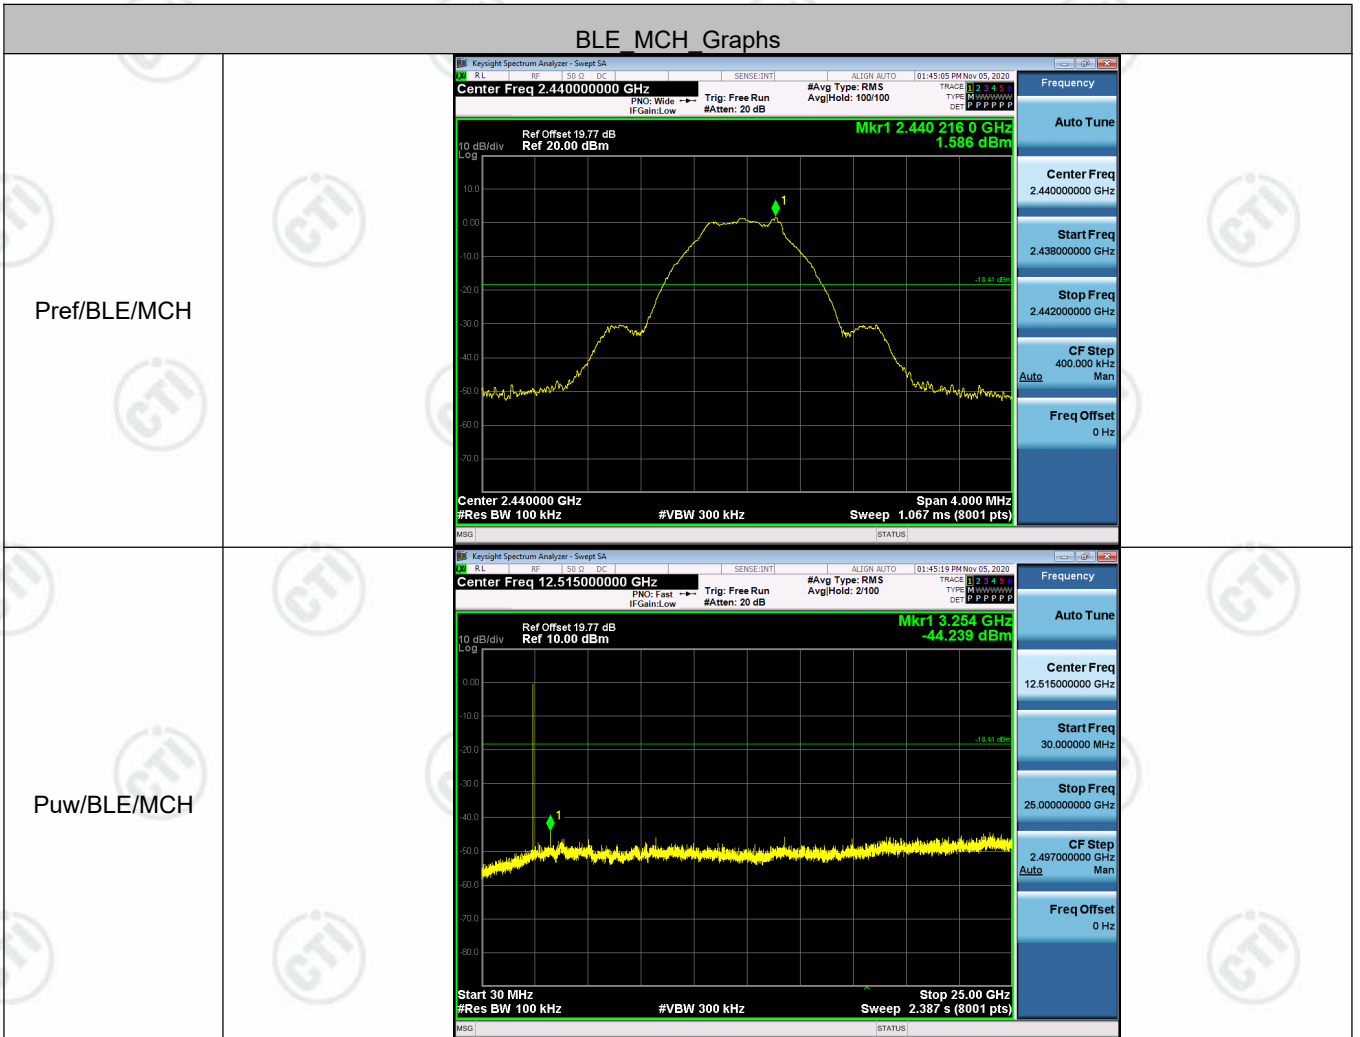 BLE_MCH_Graphs
Pref/BLE/MCH
Keysight Spectrum Analyzer - Swept SA
RL RF 50 Ω DC SENSE:INT ALIGN AUTO 01:45:05 PM Nov 05, 2020
Center Freq 2.440000000 GHz
PNO: Wide
IFGain:Low
Trig: Free Run
#Atten: 20 dB
#Avg Type: RMS
Avg|Hold: 100/100
TRACE 1 2 3 4 5 6
TYPE M WWWWW
DET P P P P P P
Mkr1 2.440 216 0 GHz
1.586 dBm
Ref Offset 19.77 dB
10 dB/div Ref 20.00 dBm
Log
10.0
0.00
-10.0
-20.0
-30.0
-40.0
-50.0
-60.0
-70.0
1
-18.41 dBm
Center 2.440000 GHz Span 4.000 MHz
#Res BW 100 kHz #VBW 300 kHz Sweep 1.067 ms (8001 pts)
MSG STATUS
Frequency
Auto Tune
Center Freq
2.440000000 GHz
Start Freq
2.438000000 GHz
Stop Freq
2.442000000 GHz
CF Step
400.000 kHz
Auto Man
Freq Offset
0 Hz
Puw/BLE/MCH
Keysight Spectrum Analyzer - Swept SA
RL RF 50 Ω DC SENSE:INT ALIGN AUTO 01:45:19 PM Nov 05, 2020
Center Freq 12.515000000 GHz
PNO: Fast
IFGain:Low
Trig: Free Run
#Atten: 20 dB
#Avg Type: RMS
Avg|Hold: 2/100
TRACE 1 2 3 4 5 6
TYPE M WWWWW
DET P P P P P P
Mkr1 3.254 GHz
-44.239 dBm
Ref Offset 19.77 dB
10 dB/div Ref 10.00 dBm
Log
0.00
-10.0
-20.0
-30.0
-40.0
-50.0
-60.0
-70.0
-80.0
1
-18.41 dBm
Start 30 MHz Stop 25.00 GHz
#Res BW 100 kHz #VBW 300 kHz Sweep 2.387 s (8001 pts)
MSG STATUS
Frequency
Auto Tune
Center Freq
12.515000000 GHz
Start Freq
30.000000 MHz
Stop Freq
25.000000000 GHz
CF Step
2.497000000 GHz
Auto Man
Freq Offset
0 Hz
CTI
CTI
CTI
CTI
CTI
CTI
CTI
CTI
CTI
CTI
CTI